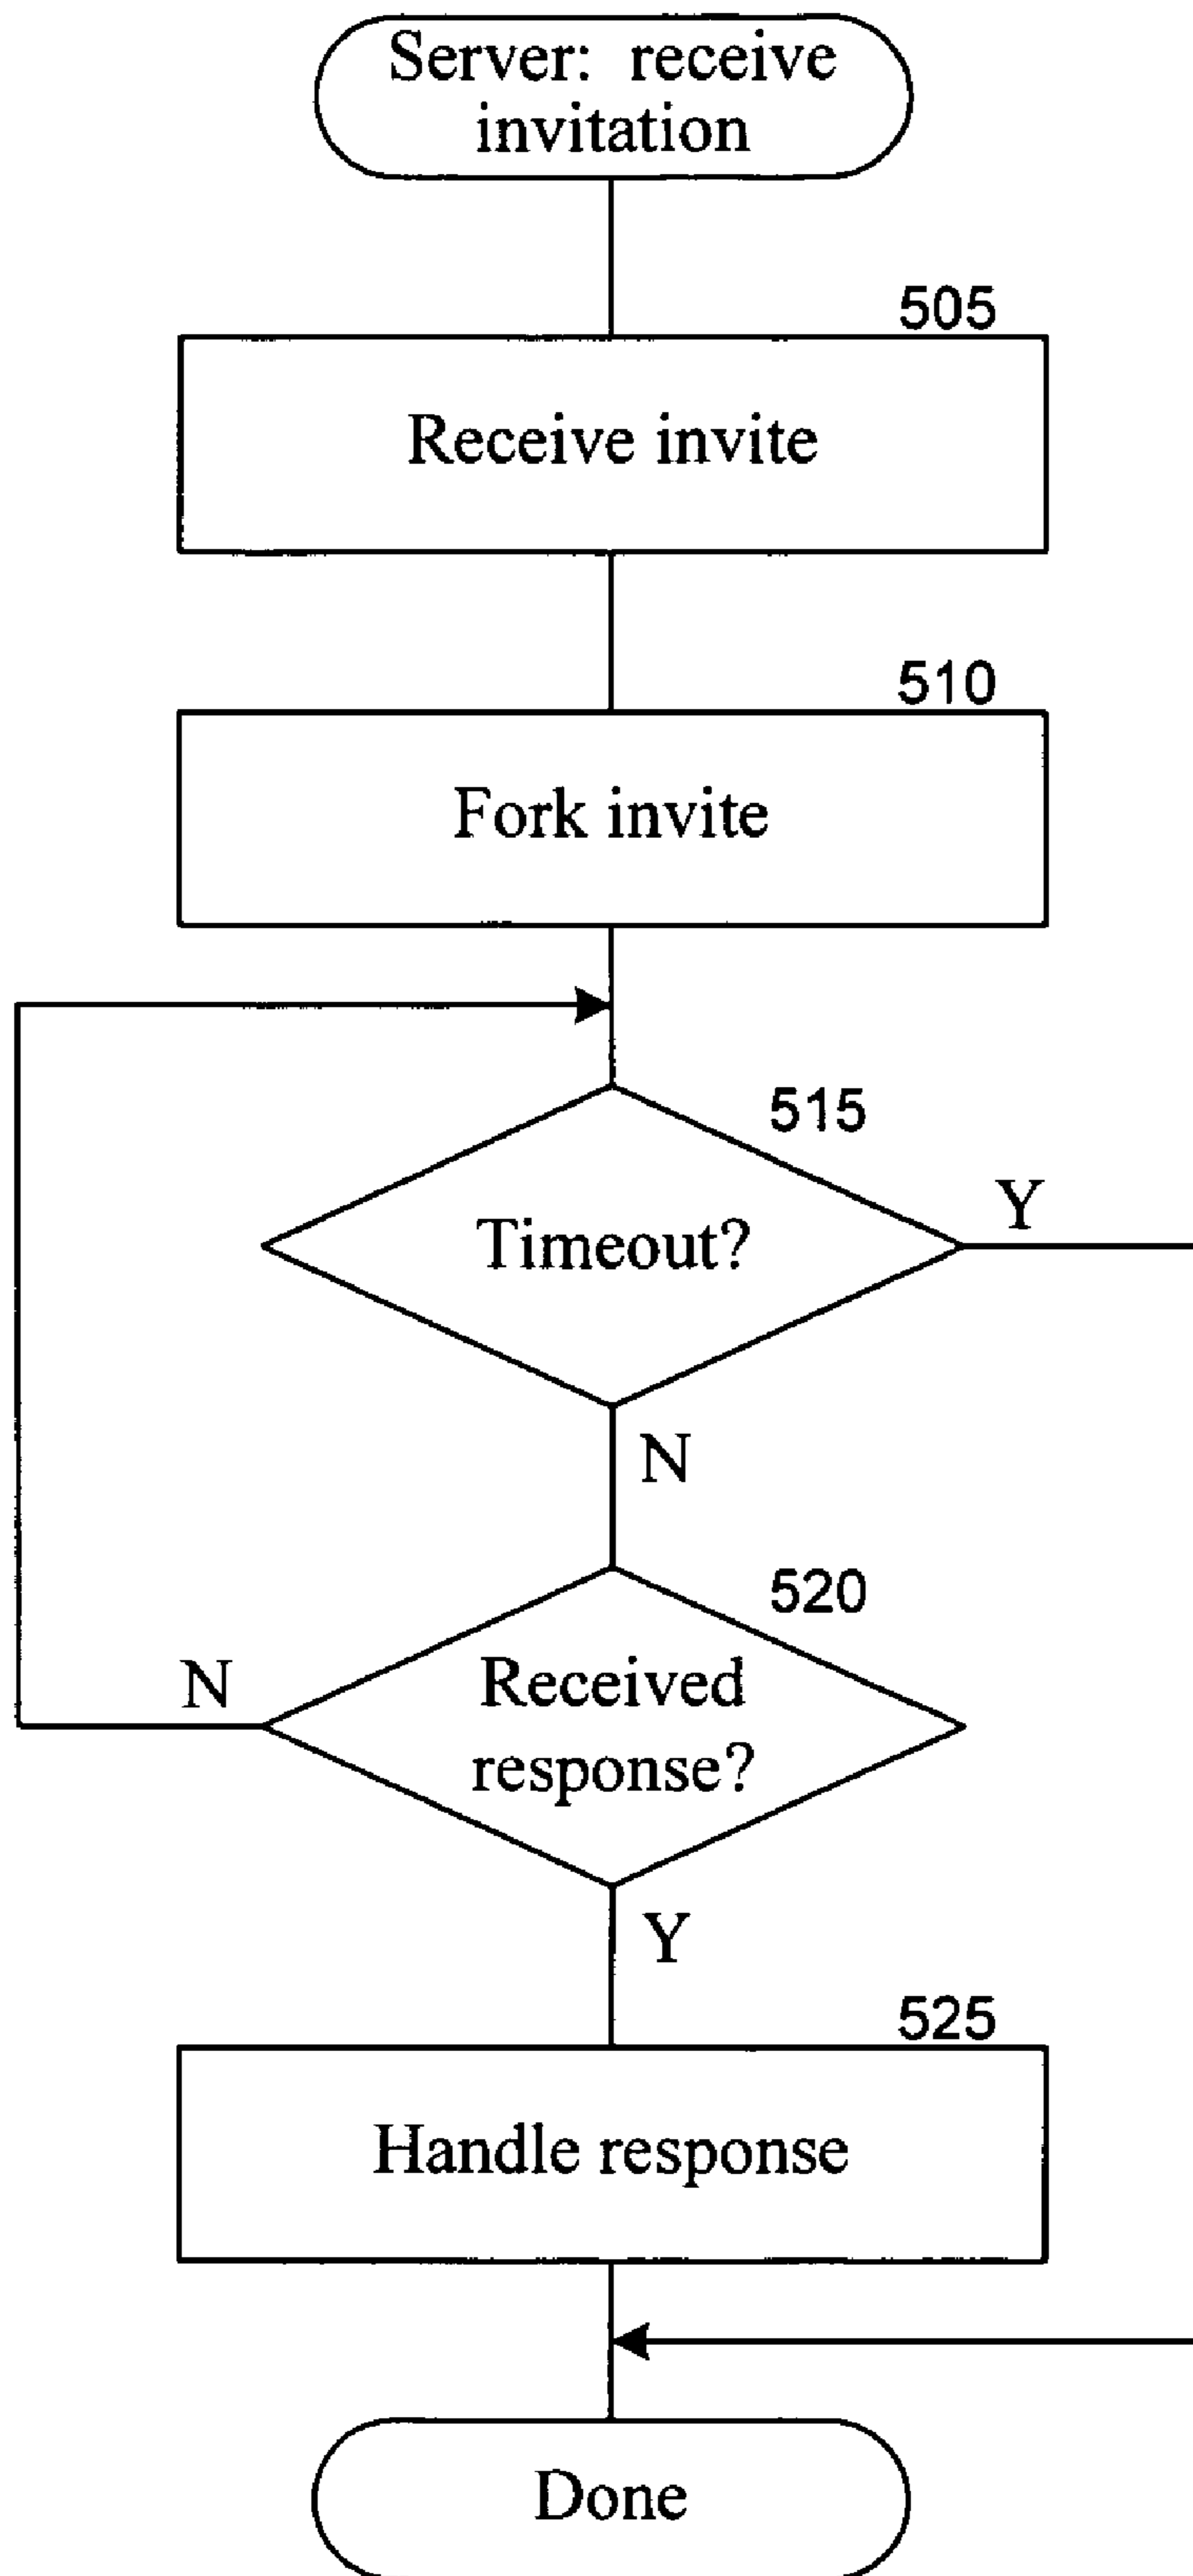 Server: receive
invitation
505
Receive invite
510
Fork invite
515
Timeout?
Y
N
520
Received
response?
N
Y
525
Handle response
Done